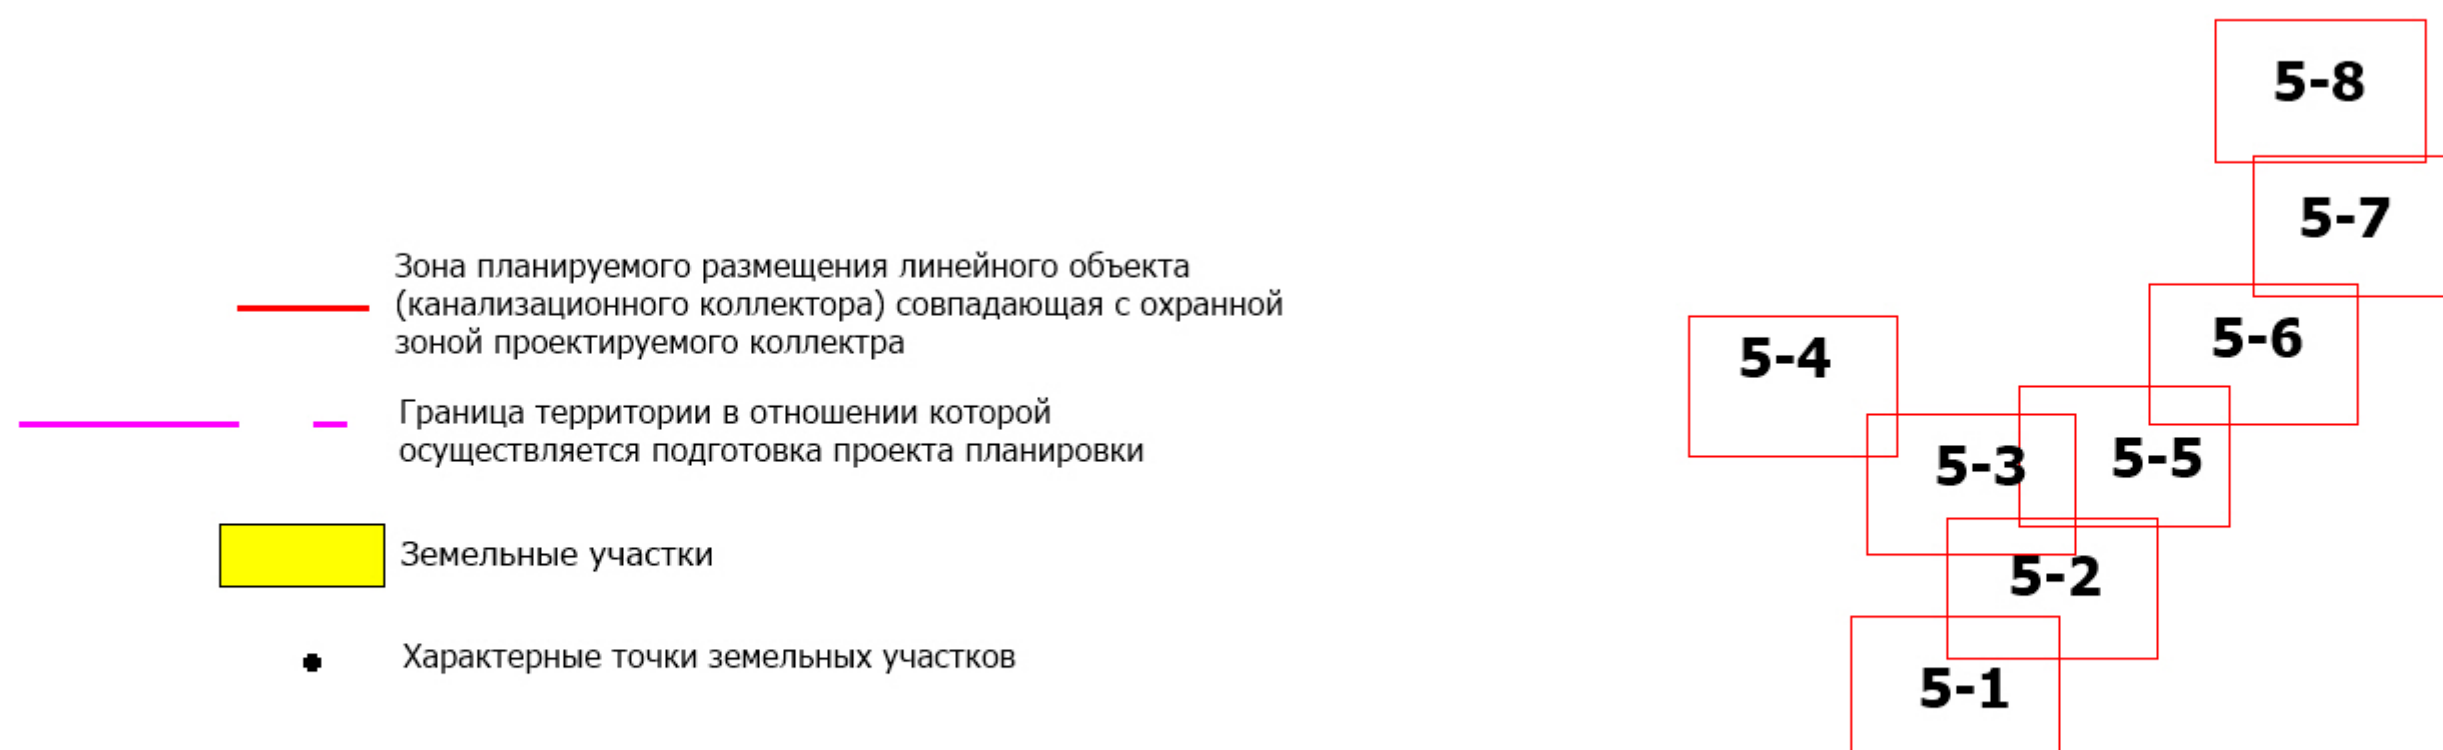 Зона планируемого размещения линейного объекта
(канализационного коллектора) совпадающая с охранной
зоной проектируемого коллектра
Граница территории в отношении которой
осуществляется подготовка проекта планировки
Земельные участки
Характерные точки земельных участков
5-8
5-7
5-6
5-4
5-3
5-5
5-2
5-1